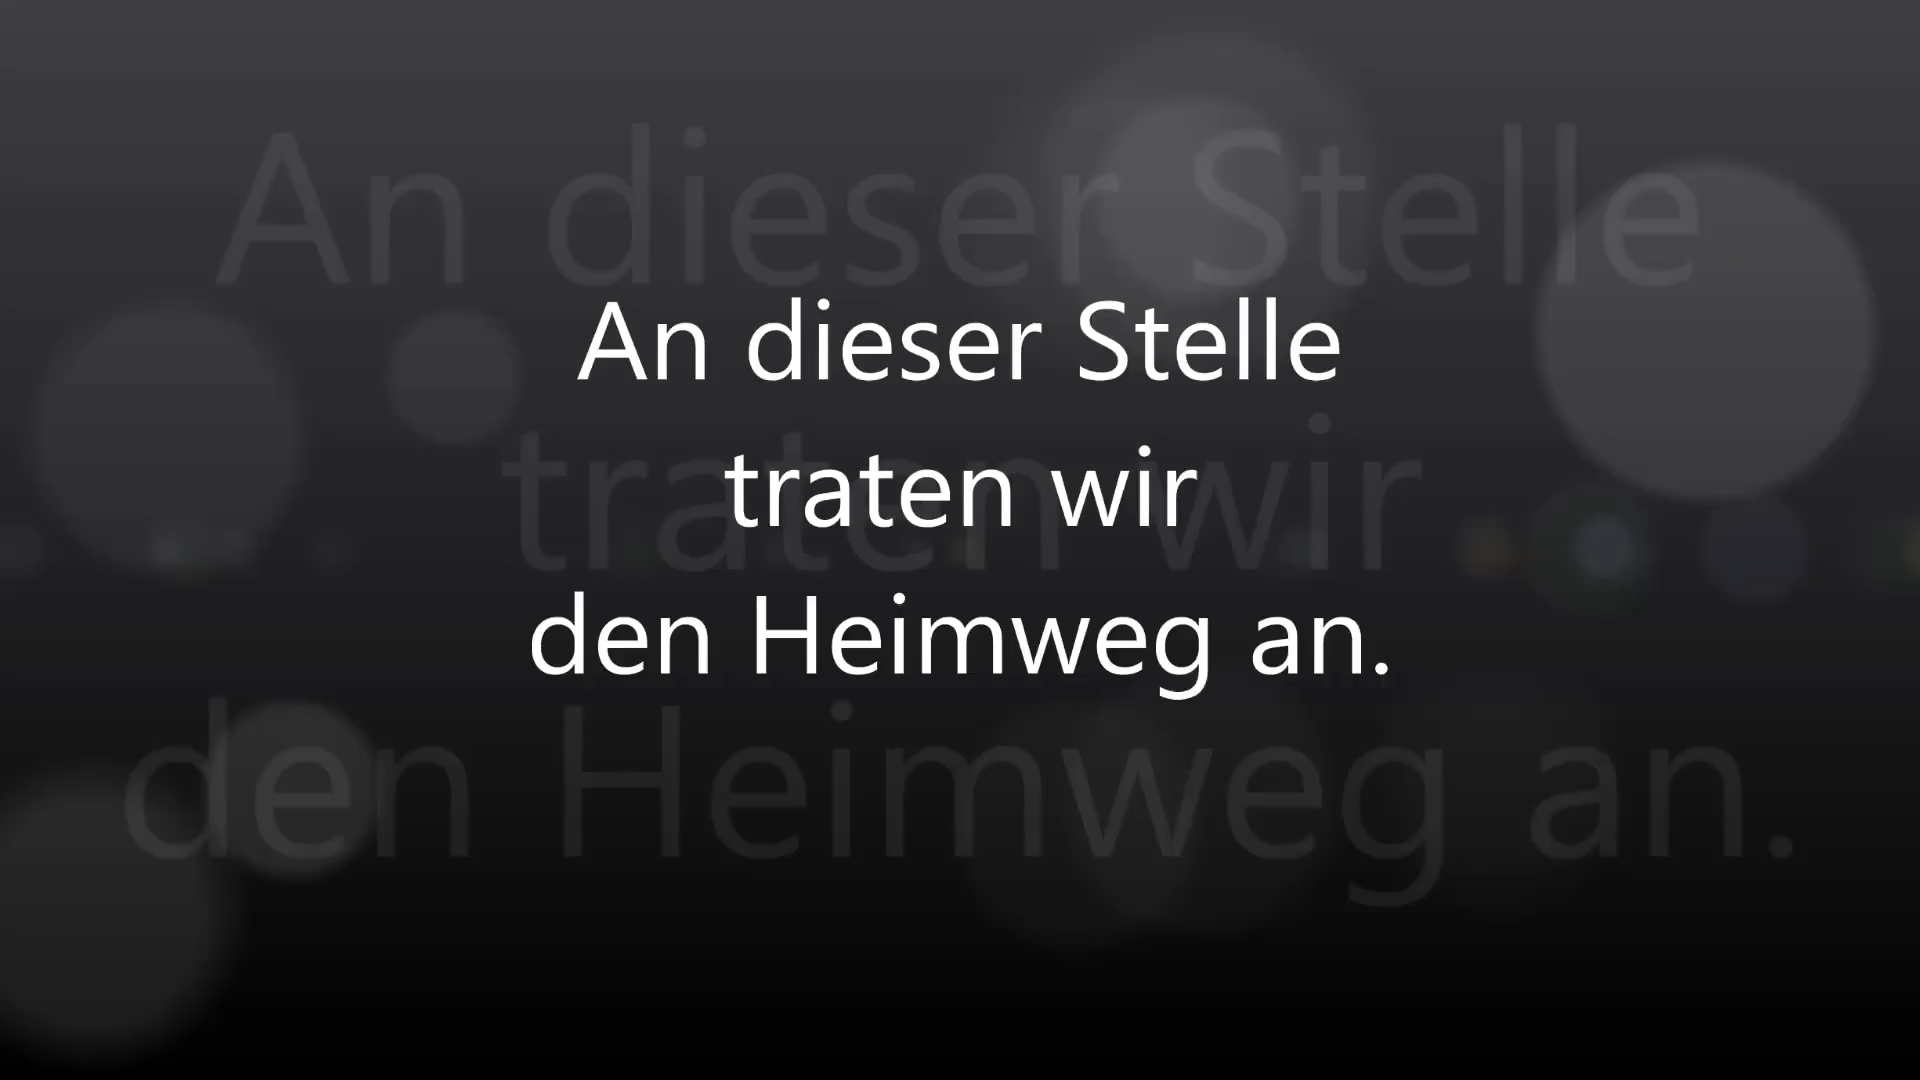 An dieser Stelle
traten wir
den Heimweg an.